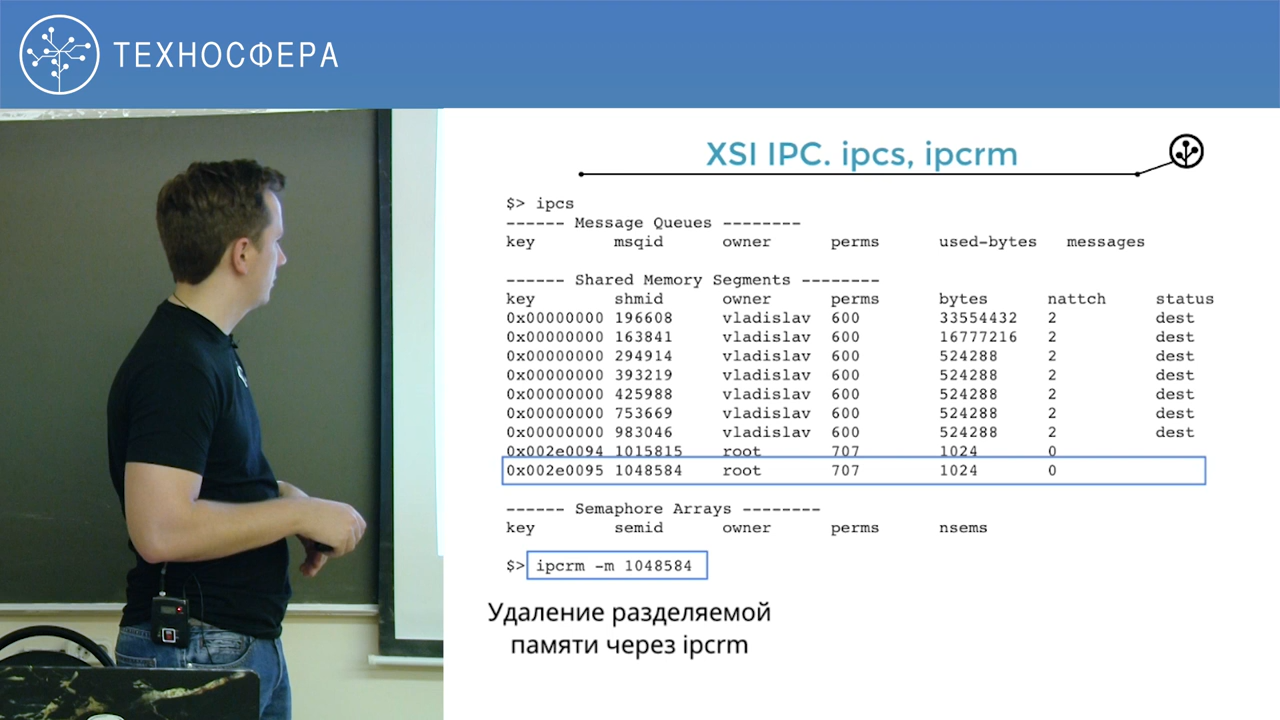 ТЕХНОСФЕРА
XSI IPC. ipcs, ipcrm
$> ipcs
------ Message Queues --------
key msqid owner perms used-bytes messages
------ Shared Memory Segments --------
key shmid owner perms bytes nattch status
0x00000000 196608 vladislav 600 33554432 2 dest
0x00000000 163841 vladislav 600 16777216 2 dest
0x00000000 294914 vladislav 600 524288 2 dest
0x00000000 393219 vladislav 600 524288 2 dest
0x00000000 425988 vladislav 600 524288 2 dest
0x00000000 753669 vladislav 600 524288 2 dest
0x00000000 983046 vladislav 600 524288 2 dest
0x002e0094 1015815 root 707 1024 0
0x002e0095 1048584 root 707 1024 0
------ Semaphore Arrays --------
key semid owner perms nsems
$> ipcrm -m 1048584
Удаление разделяемой
памяти через ipcrm